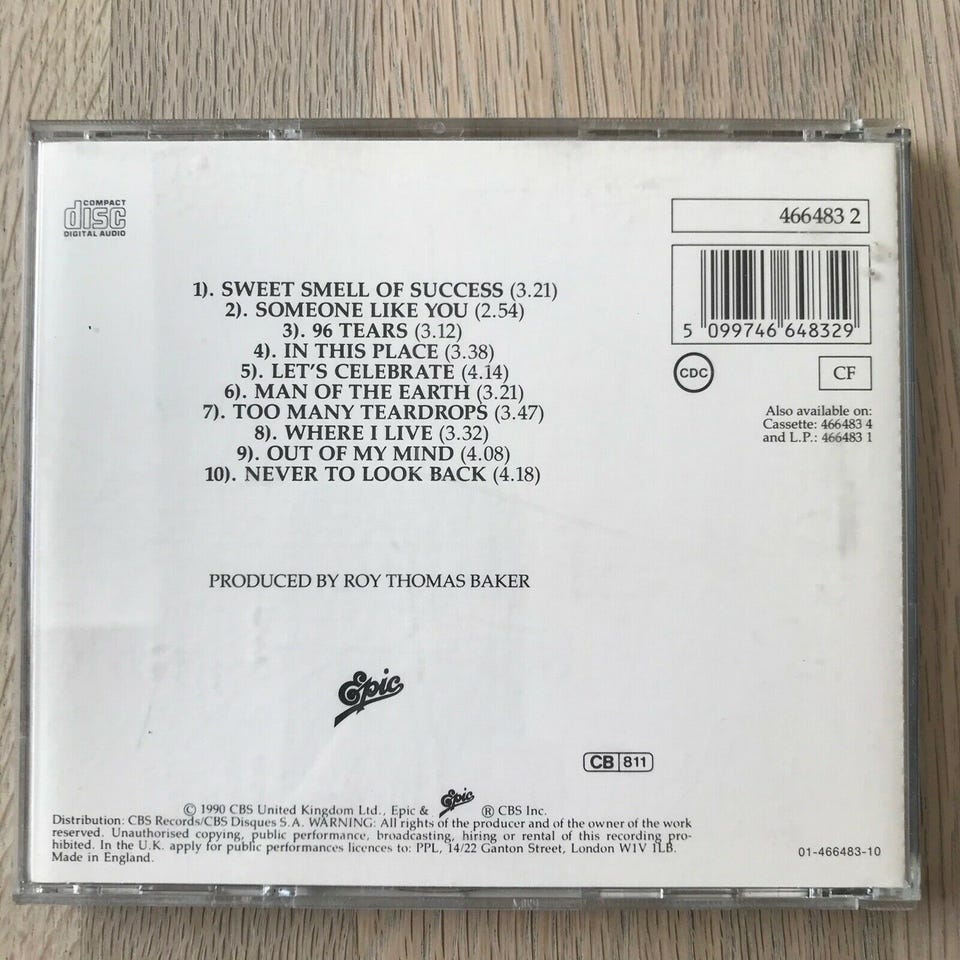 COMPACT
disc
DIGITAL AUDIO
466483 2
5 099746 648329
CDC
CF
Also available on:
Cassette: 466483 4
and L.P.: 466483 1
1). SWEET SMELL OF SUCCESS (3.21)
2). SOMEONE LIKE YOU (2.54)
3). 96 TEARS (3.12)
4). IN THIS PLACE (3.38)
5). LET'S CELEBRATE (4.14)
6). MAN OF THE EARTH (3.21)
7). TOO MANY TEARDROPS (3.47)
8). WHERE I LIVE (3.32)
9). OUT OF MY MIND (4.08)
10). NEVER TO LOOK BACK (4.18)
PRODUCED BY ROY THOMAS BAKER
Epic
CB 811
© 1990 CBS United Kingdom Ltd., Epic & Epic ® CBS Inc.
Distribution: CBS Records/CBS Disques S.A. WARNING: All rights of the producer and of the owner of the work
reserved. Unauthorised copying, public performance, broadcasting, hiring or rental of this recording pro-
hibited. In the U.K. apply for public performances licences to: PPL, 14/22 Ganton Street, London W1V 1LB.
Made in England.
01-466483-10